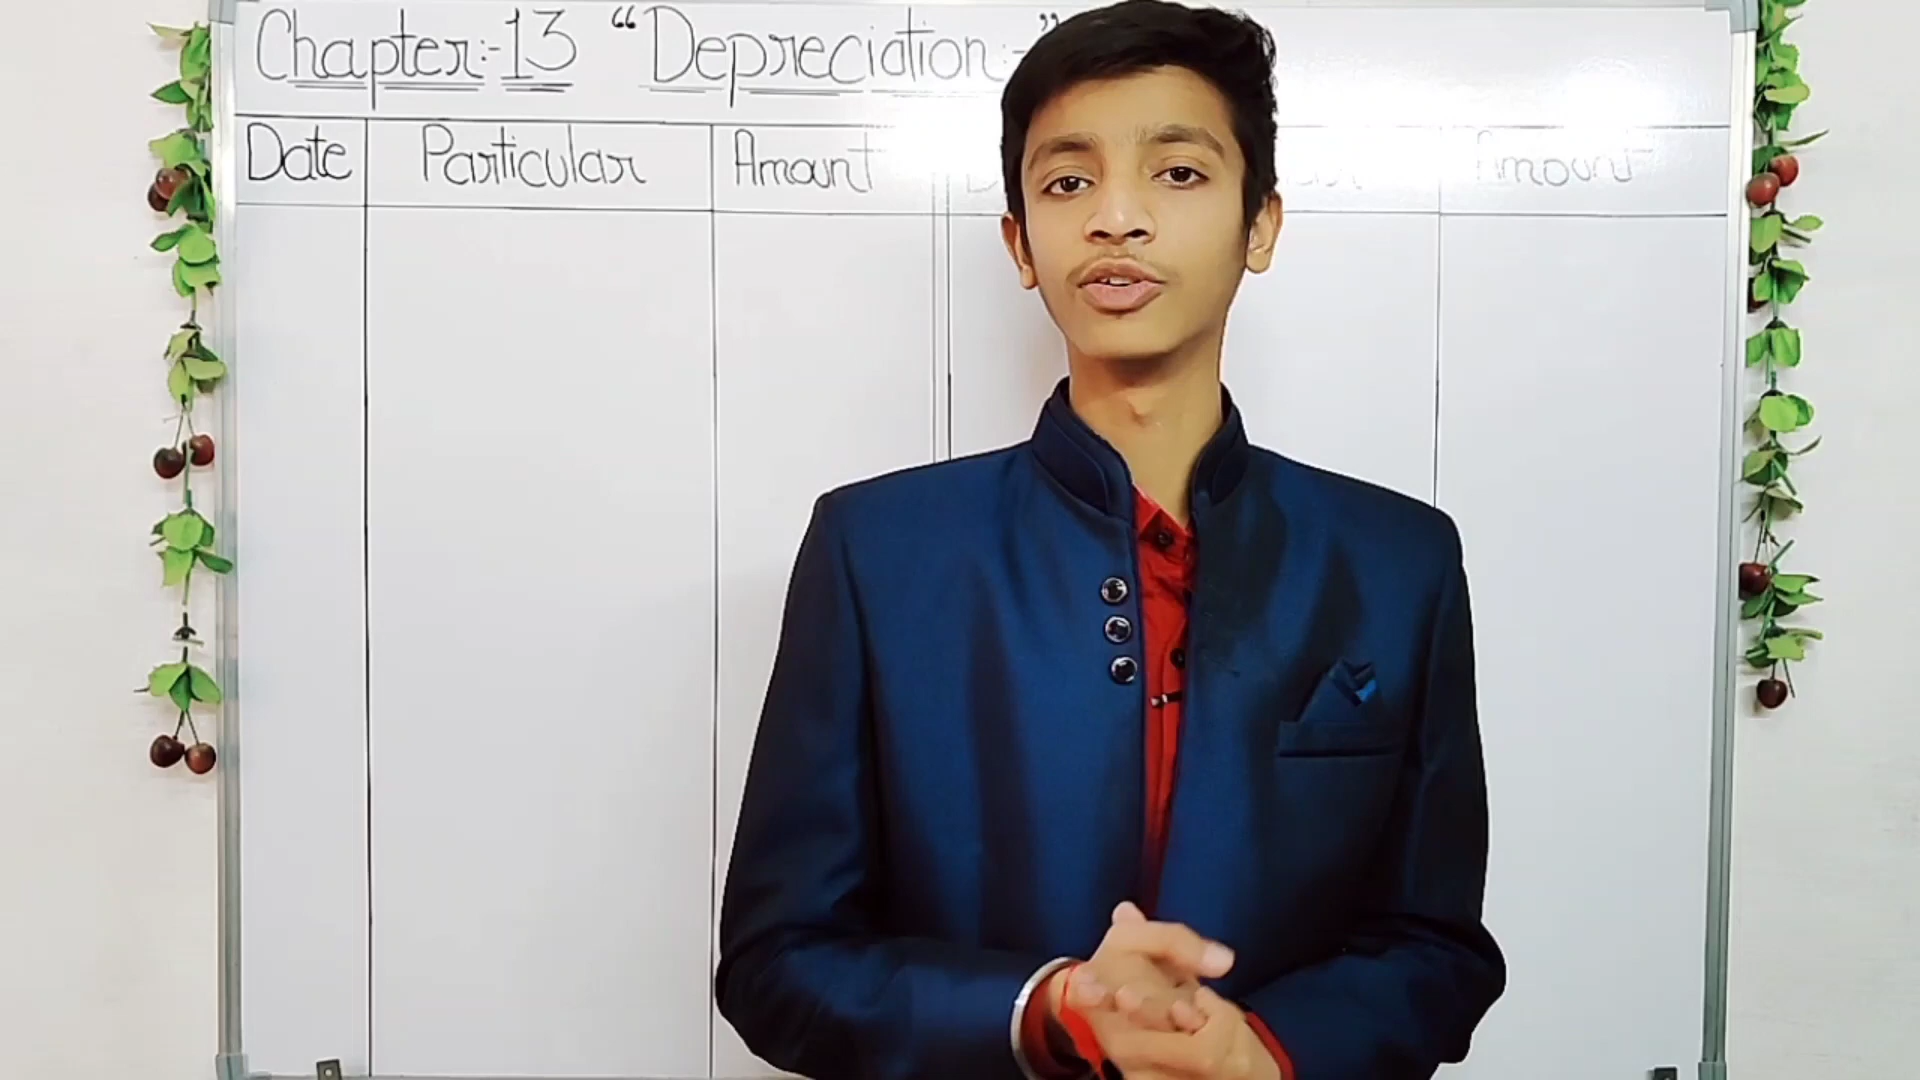 Chapter:-13 “Depreciation:-”
Date Particular Amount Amount